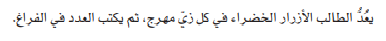 يعُدُّ الطالب الأزرار الخضراء في كل زيّ مهرج، ثم يكتب العدد في الفراغ.